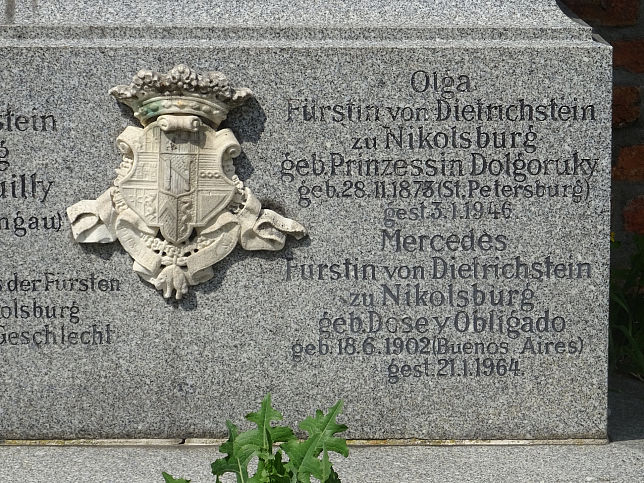 stein
g
uilly
ngau)
s der Fürsten
olsburg
Geschlecht
Olga
Fürstin von Dietrichstein
zu Nikolsburg
geb. Prinzessin Dolgoruky
geb. 28.11.1873 (St. Petersburg)
gest. 3.1.1946
Mercedes
Fürstin von Dietrichstein
zu Nikolsburg
geb. Dose y Obligado
geb. 18.6.1902 (Buenos Aires)
gest. 21.1.1964